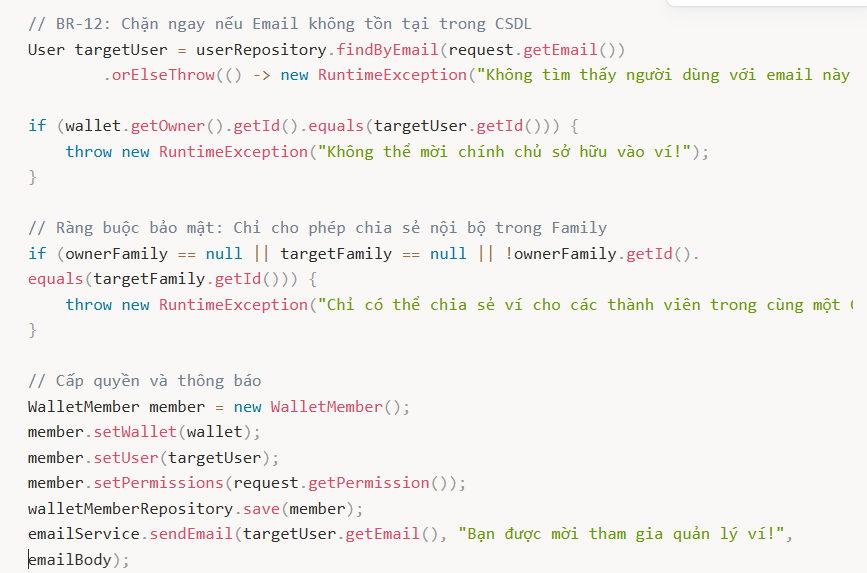 // BR-12: Chặn ngay nếu Email không tồn tại trong CSDL
User targetUser = userRepository.findByEmail(request.getEmail())
.orElseThrow(() -> new RuntimeException("Không tìm thấy người dùng với email này
if (wallet.getOwner().getId().equals(targetUser.getId())) {
throw new RuntimeException("Không thể mời chính chủ sở hữu vào ví!");
}
// Ràng buộc bảo mật: Chỉ cho phép chia sẻ nội bộ trong Family
if (ownerFamily == null || targetFamily == null || !ownerFamily.getId().
equals(targetFamily.getId())) {
throw new RuntimeException("Chỉ có thể chia sẻ ví cho các thành viên trong cùng một
}
// Cấp quyền và thông báo
WalletMember member = new WalletMember();
member.setWallet(wallet);
member.setUser(targetUser);
member.setPermissions(request.getPermission());
walletMemberRepository.save(member);
emailService.sendEmail(targetUser.getEmail(), "Bạn được mời tham gia quản lý ví!",
emailBody);